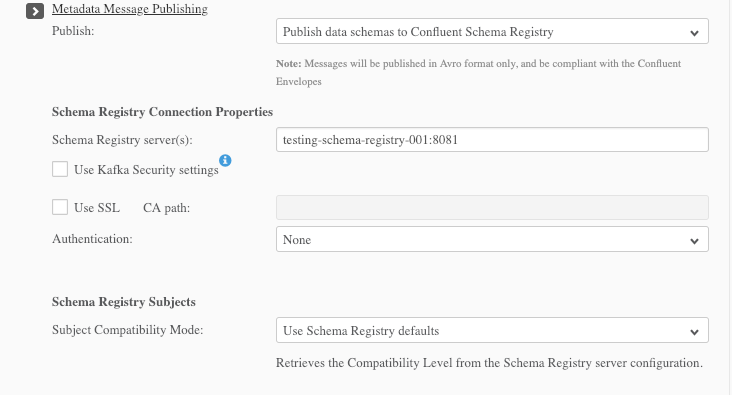 Metadata Message Publishing
Publish:
Publish data schemas to Confluent Schema Registry
Note: Messages will be published in Avro format only, and be compliant with the Confluent
Envelopes
Schema Registry Connection Properties
Schema Registry server(s):
testing-schema-registry-001:8081
Use Kafka Security settings
Use SSL
CA path:
Authentication:
None
Schema Registry Subjects
Subject Compatibility Mode:
Use Schema Registry defaults
Retrieves the Compatibility Level from the Schema Registry server configuration.